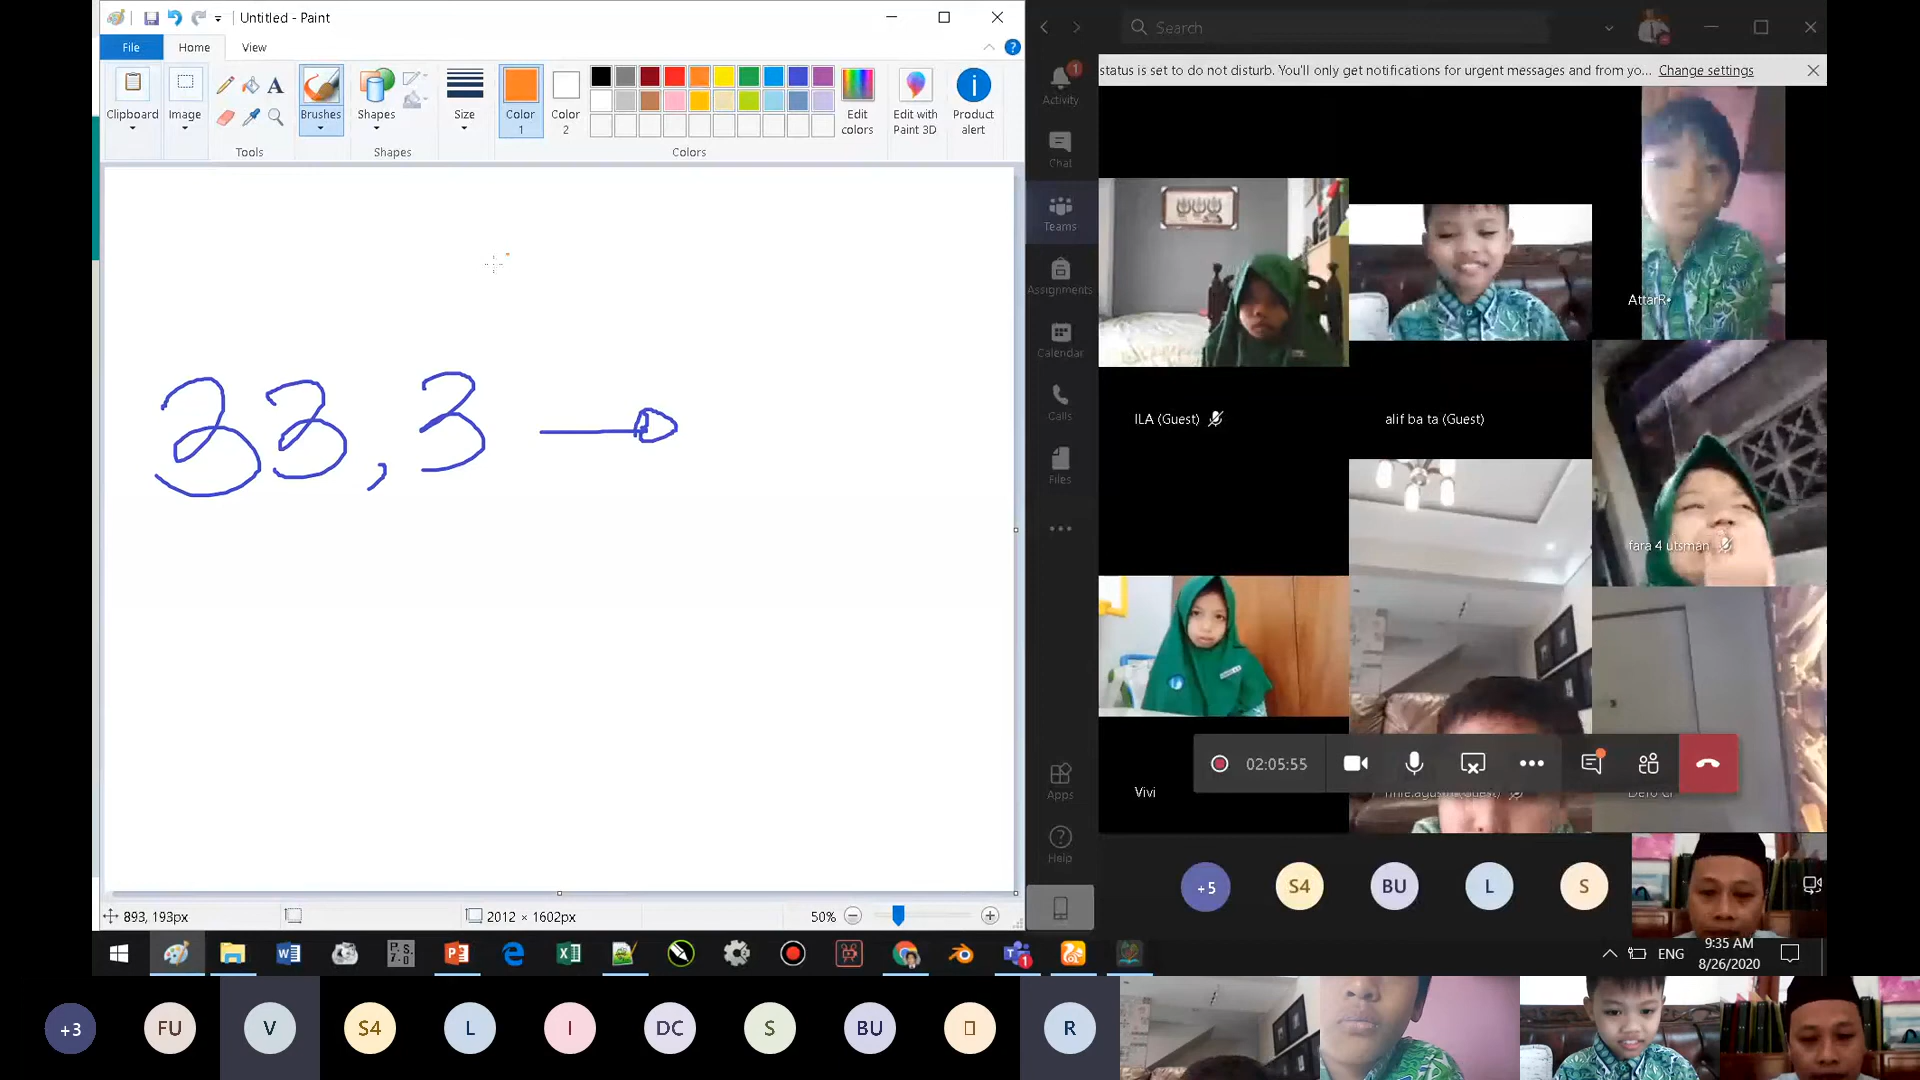 Untitled - Paint
File Home View
Clipboard
Image
Tools
Brushes
Shapes
Shapes
Size
Color 1
Color 2
Edit colors
Colors
Edit with Paint 3D
Product alert
33,3
893, 193px
2012 × 1602px
50%
Search
status is set to do not disturb. You'll only get notifications for urgent messages and from yo... Change settings
1
Activity
Chat
Teams
Assignments
Calendar
Calls
Files
Apps
Help
AttarR•
ILA (Guest)
alif ba ta (Guest)
fara 4 utsman
Vivi
02:05:55
+5 S4 BU L S
ENG
9:35 AM
8/26/2020
+3 FU V S4 L I DC S BU R